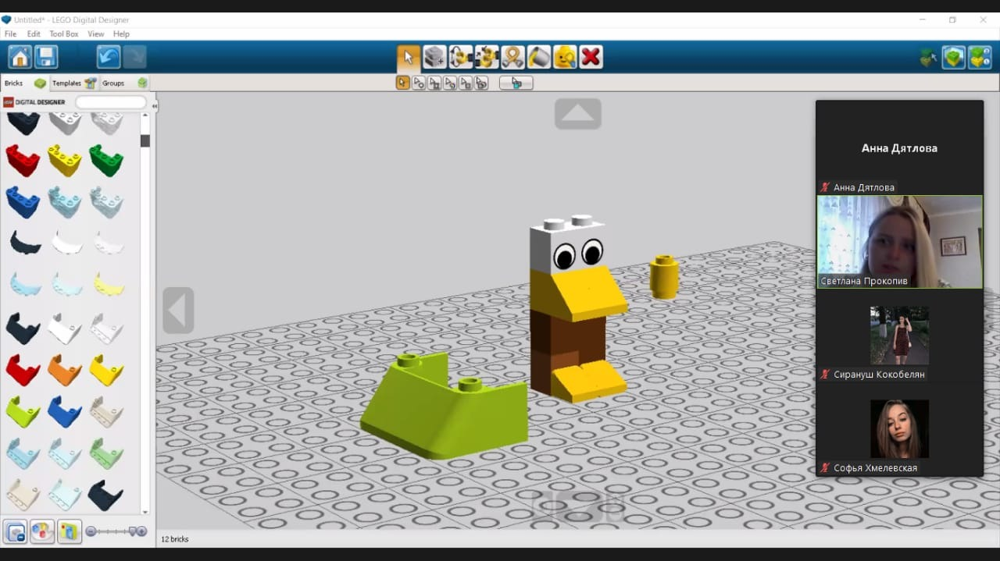 Untitled* - LEGO Digital Designer
File Edit Tool Box View Help
Bricks Templates Groups
LEGO DIGITAL DESIGNER
Анна Дятлова
Анна Дятлова
Светлана Прокопив
Сирануш Кокобелян
Софья Хмелевская
12 bricks